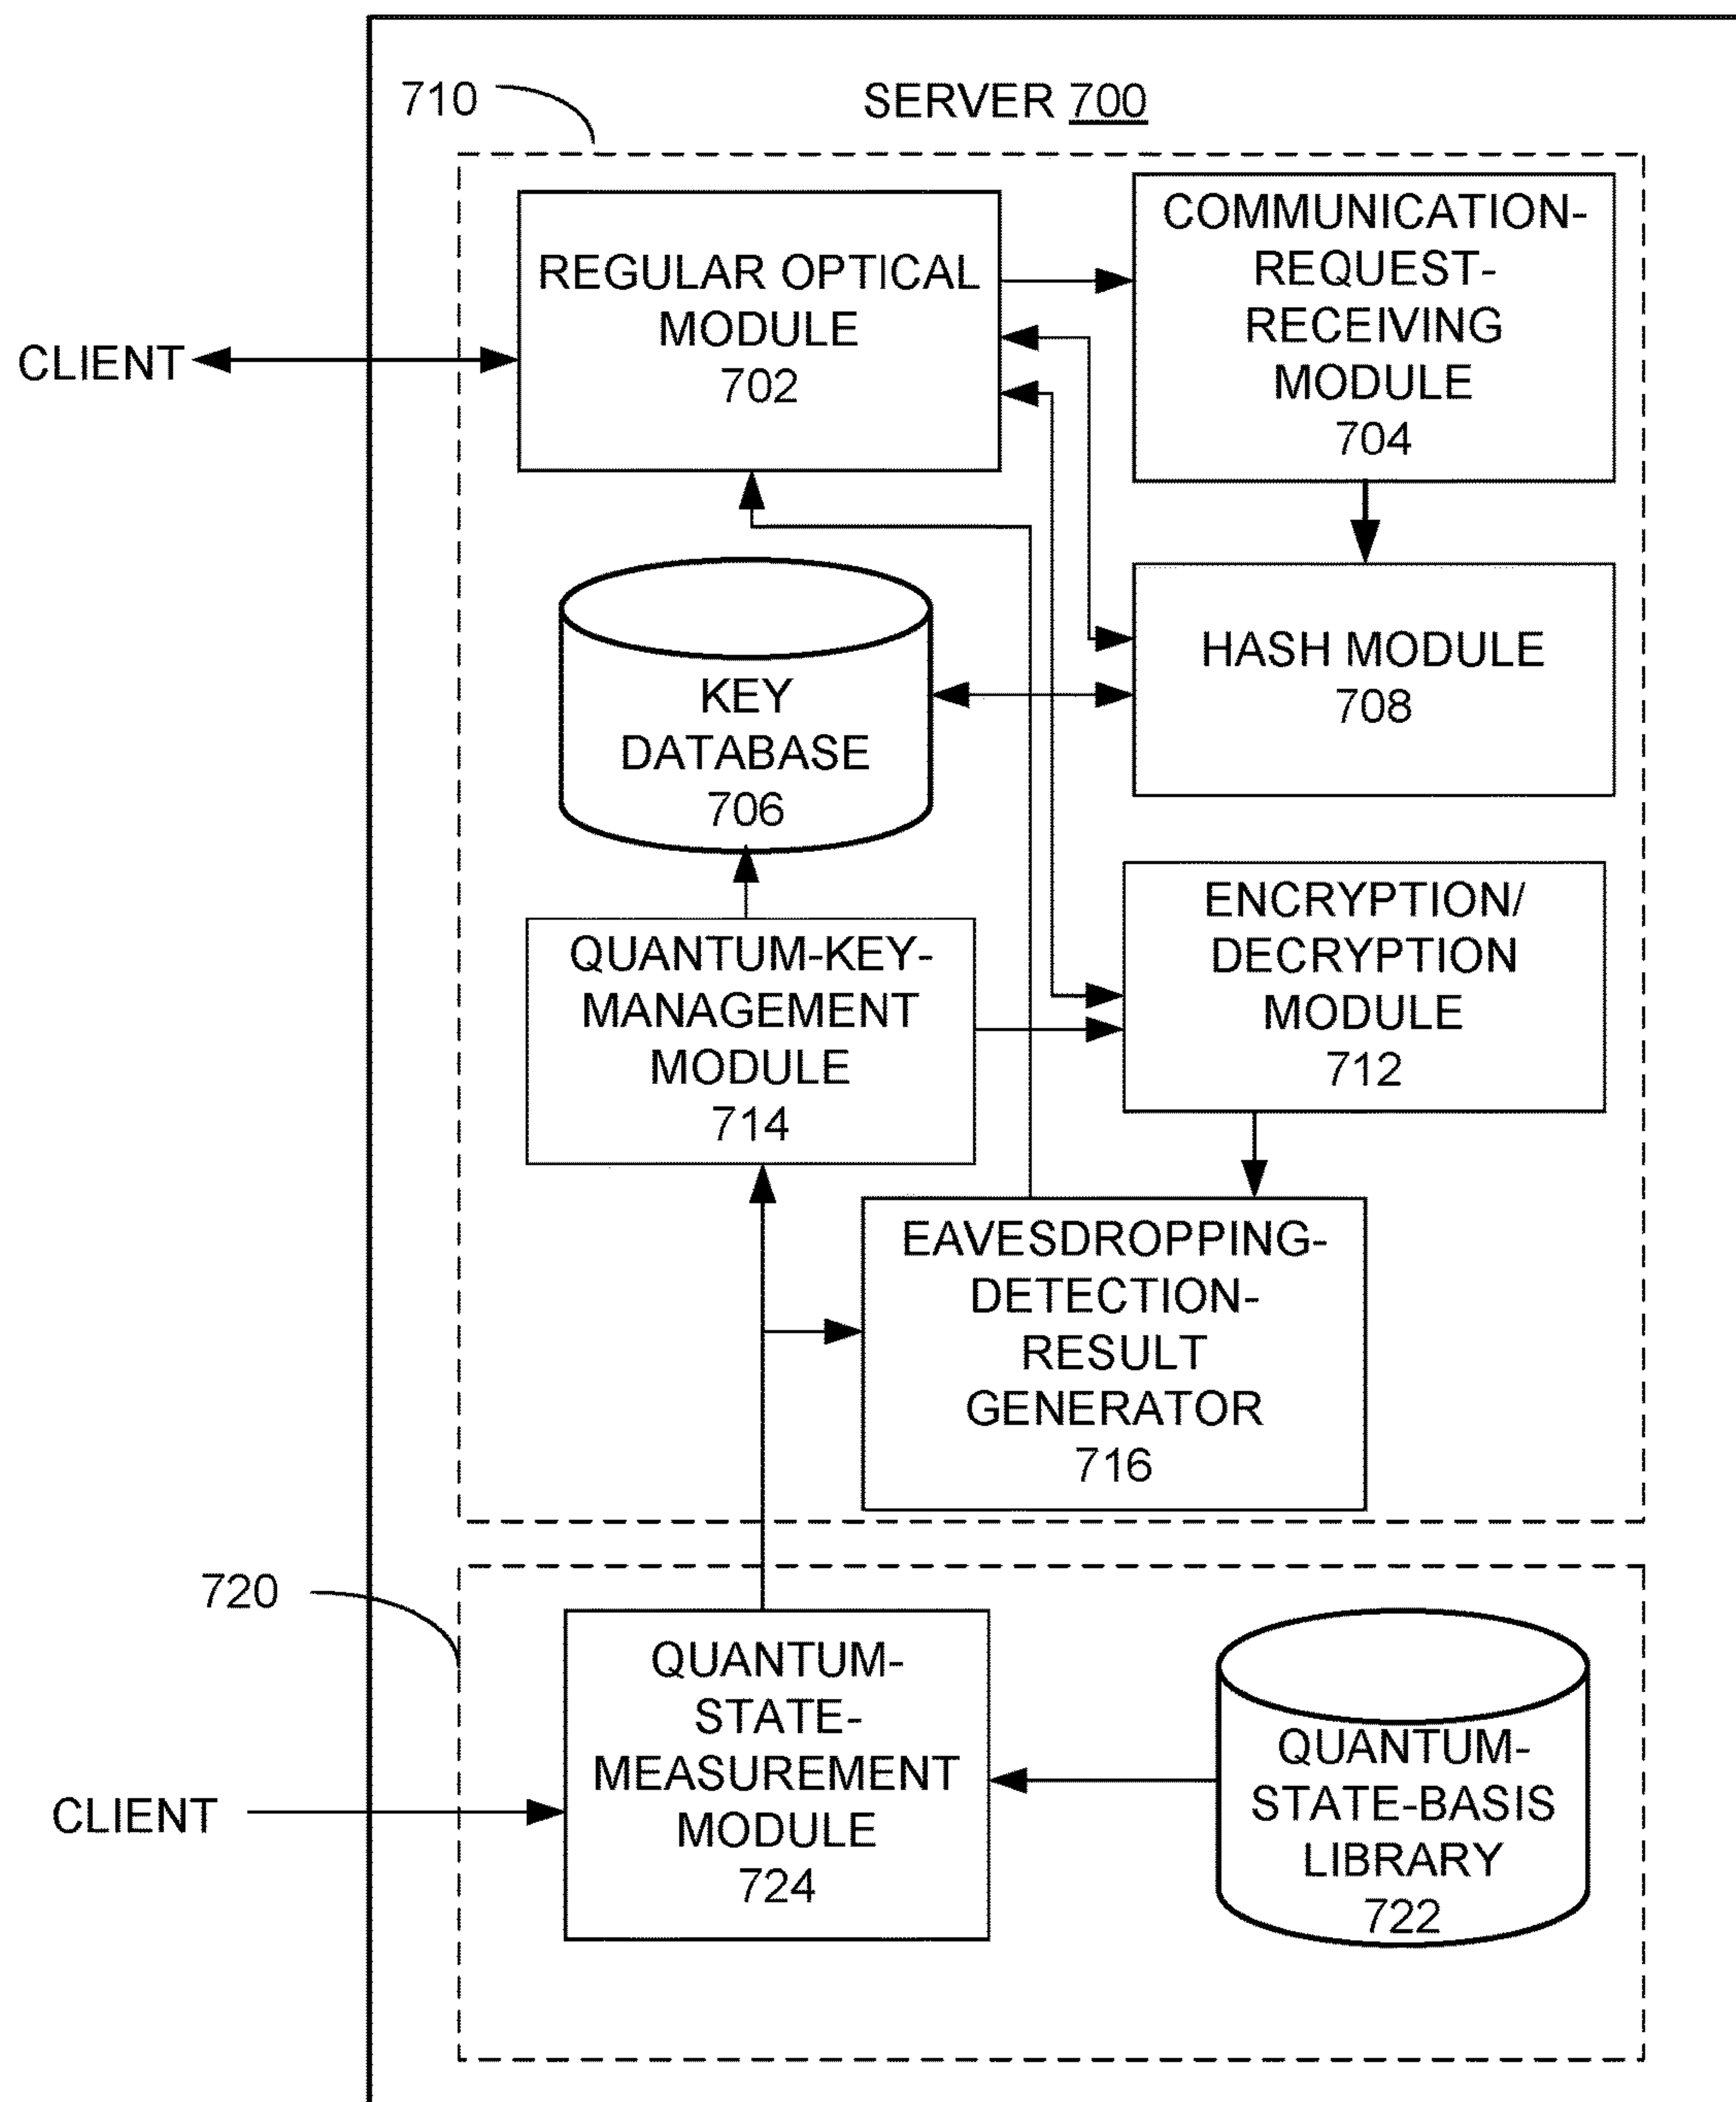 710
SERVER 700
REGULAR OPTICAL
MODULE
702
COMMUNICATION-
REQUEST-
RECEIVING
MODULE
704
CLIENT
KEY
DATABASE
706
HASH MODULE
708
QUANTUM-KEY-
MANAGEMENT
MODULE
714
ENCRYPTION/
DECRYPTION
MODULE
712
EAVESDROPPING-
DETECTION-
RESULT
GENERATOR
716
720
QUANTUM-
STATE-
MEASUREMENT
MODULE
724
QUANTUM-
STATE-BASIS
LIBRARY
722
CLIENT